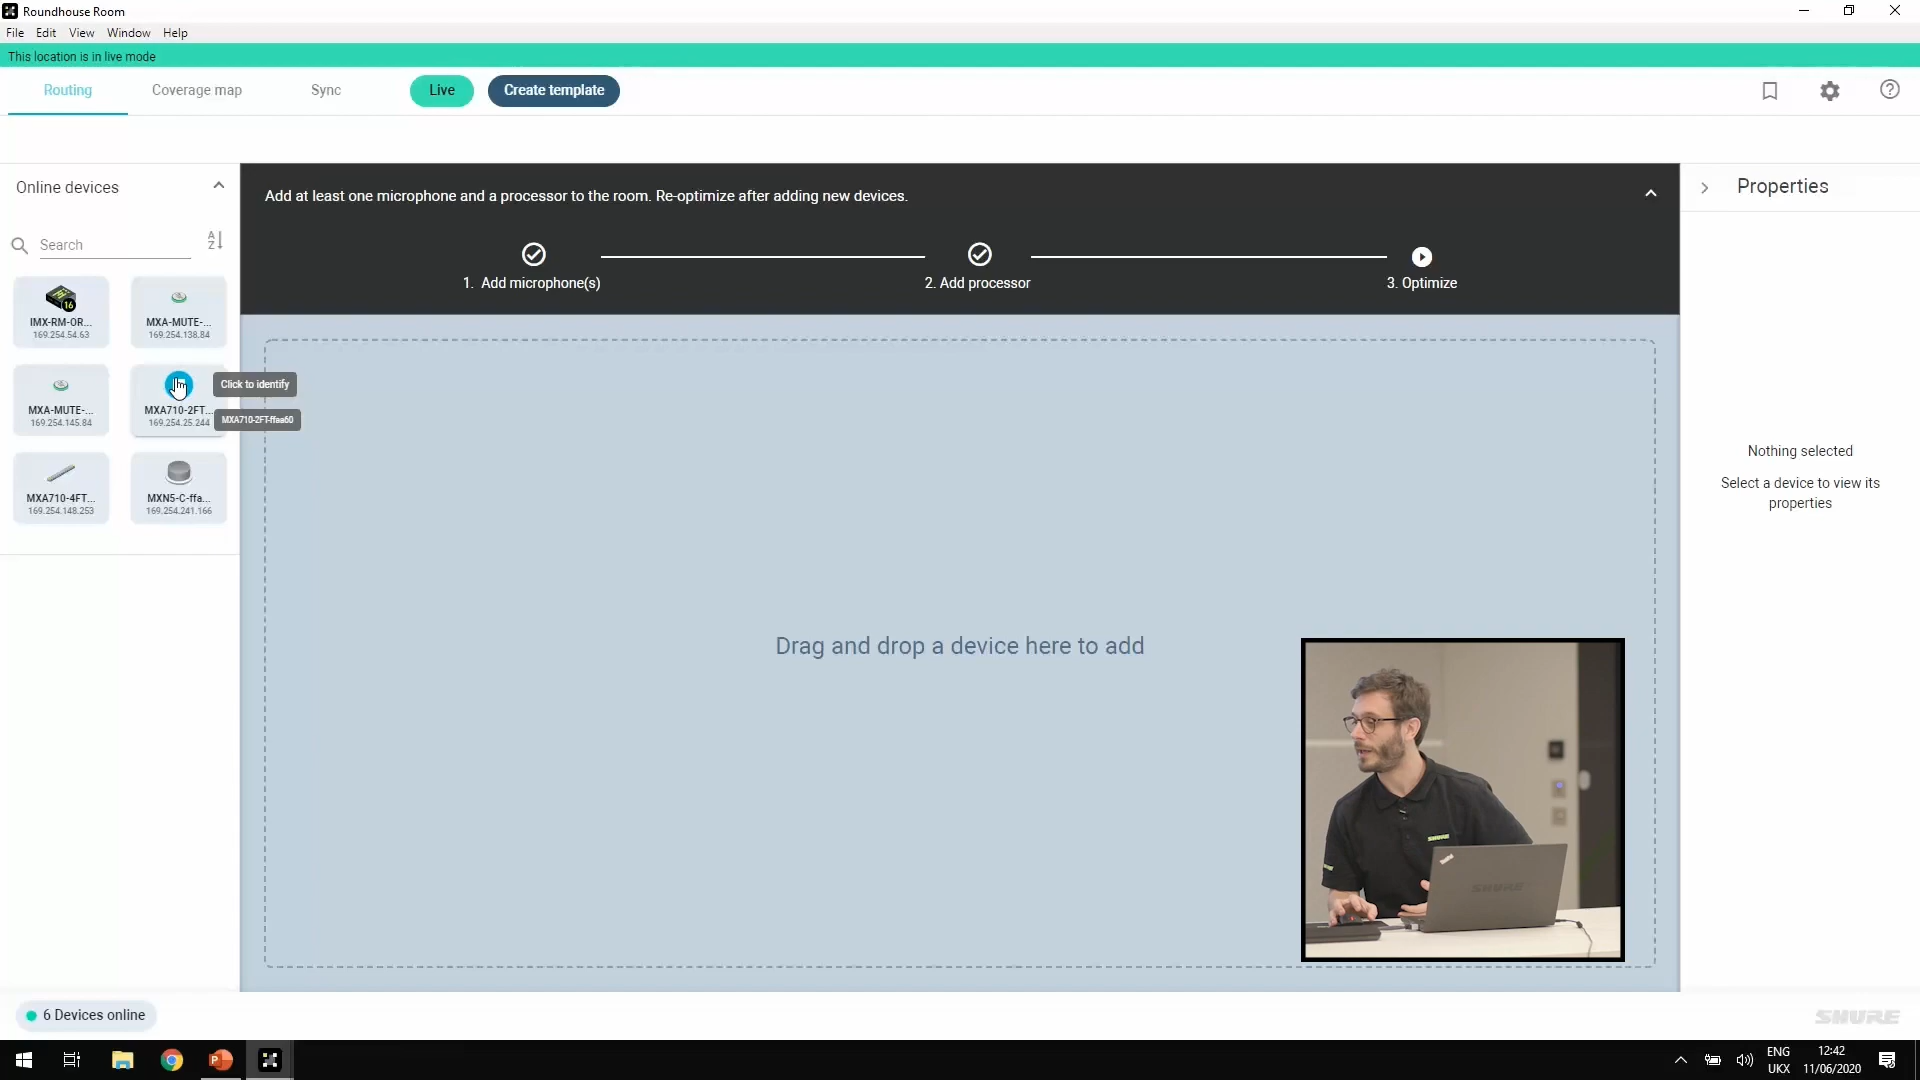 Roundhouse Room
File Edit View Window Help
This location is in live mode
Routing Coverage map Sync Live Create template
Online devices
Search
A
Z
16
IMX-RM-OR...
169.254.54.63
MXA-MUTE-...
169.254.138.84
MXA-MUTE-...
169.254.145.84
MXA710-2FT...
169.254.25.244
Click to identify
MXA710-2FT-ffaa60
MXA710-4FT...
169.254.148.253
MXN5-C-ffa...
169.254.241.166
Add at least one microphone and a processor to the room. Re-optimize after adding new devices.
1. Add microphone(s)
2. Add processor
3. Optimize
Drag and drop a device here to add
SHURE
SHURE
Properties
Nothing selected
Select a device to view its
properties
6 Devices online
SHURE
P
ENG
UKX
12:42
11/06/2020